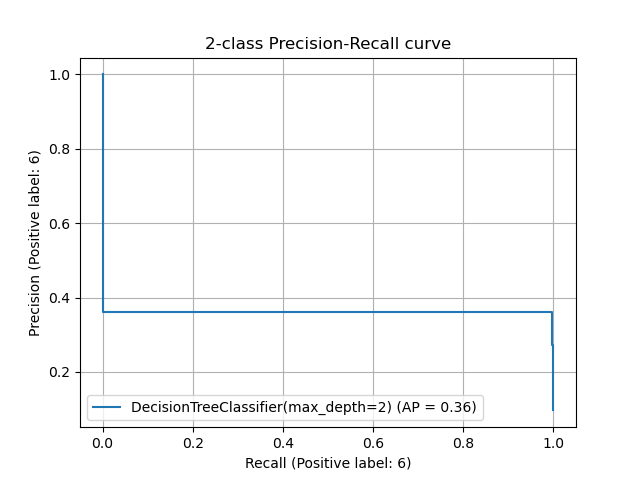 2-class Precision-Recall curve
1.0
0.8
0.6
0.4
0.2
Precision (Positive label: 6)
DecisionTreeClassifier(max_depth=2) (AP = 0.36)
0.0 0.2 0.4 0.6 0.8 1.0
Recall (Positive label: 6)